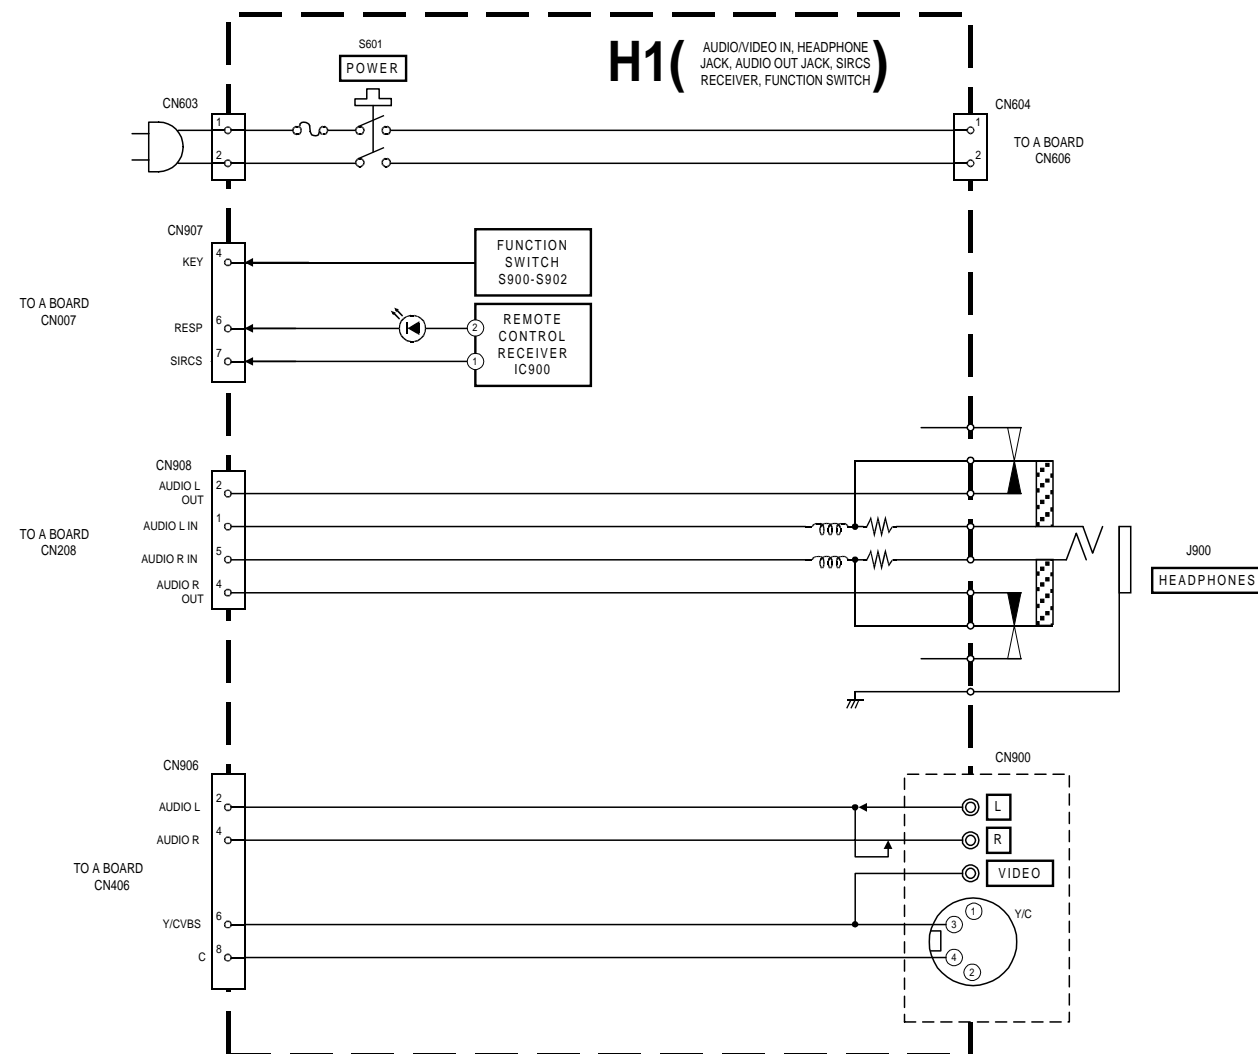 S601
POWER
H1( AUDIO/VIDEO IN, HEADPHONE
JACK, AUDIO OUT JACK, SIRCS
RECEIVER, FUNCTION SWITCH )
CN603
1
2
CN604
1
2
TO A BOARD
CN606
CN907
KEY 4
RESP 6
SIRCS 7
TO A BOARD
CN007
FUNCTION
SWITCH
S900-S902
REMOTE
CONTROL
RECEIVER
IC900
2
1
CN908
AUDIO L
OUT 2
AUDIO L IN 1
AUDIO R IN 5
AUDIO R
OUT 4
TO A BOARD
CN208
J900
HEADPHONES
CN906
AUDIO L 2
AUDIO R 4
TO A BOARD
CN406
Y/CVBS 6
C 8
CN900
L
R
VIDEO
Y/C
1
3
4
2